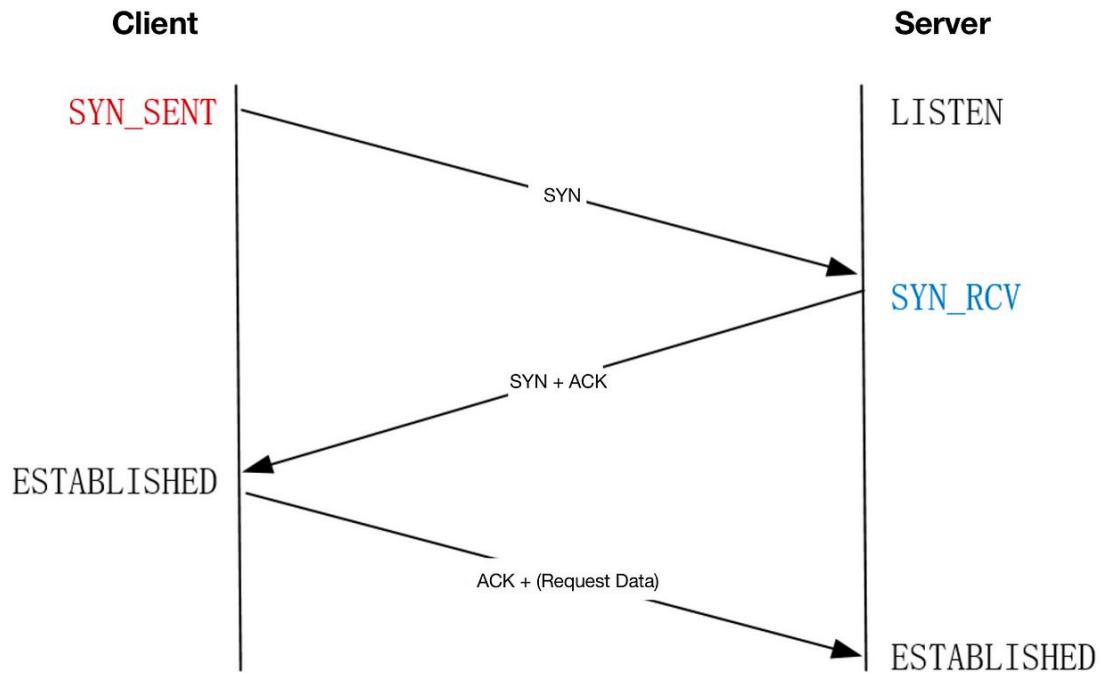 Client
Server
SYN_SENT
LISTEN
SYN
SYN_RCV
SYN + ACK
ESTABLISHED
ACK + (Request Data)
ESTABLISHED